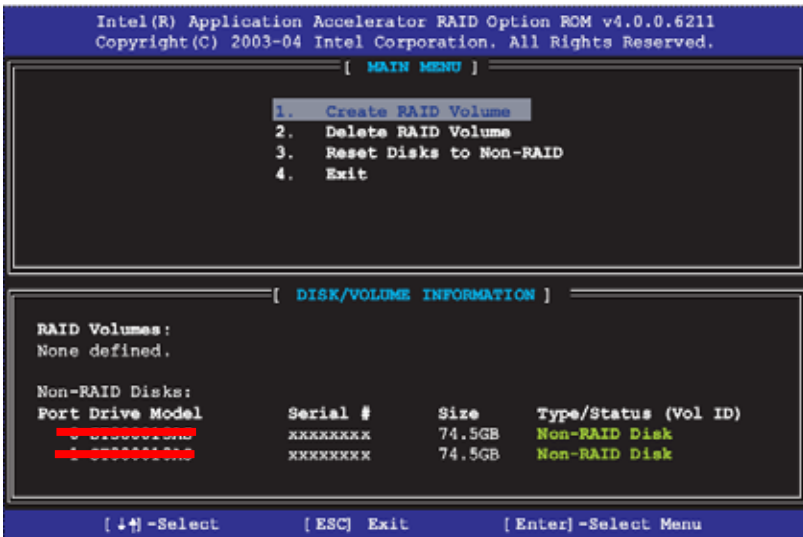 Intel(R) Application Accelerator RAID Option ROM v4.0.0.6211
Copyright(C) 2003-04 Intel Corporation. All Rights Reserved.
[ MAIN MENU ]
1. Create RAID Volume
2. Delete RAID Volume
3. Reset Disks to Non-RAID
4. Exit
[ DISK/VOLUME INFORMATION ]
RAID Volumes:
None defined.
Non-RAID Disks:
Port Drive Model Serial # Size Type/Status (Vol ID)
xxxxxxxx 74.5GB Non-RAID Disk
xxxxxxxx 74.5GB Non-RAID Disk
[↓↑]-Select [ESC] Exit [Enter]-Select Menu